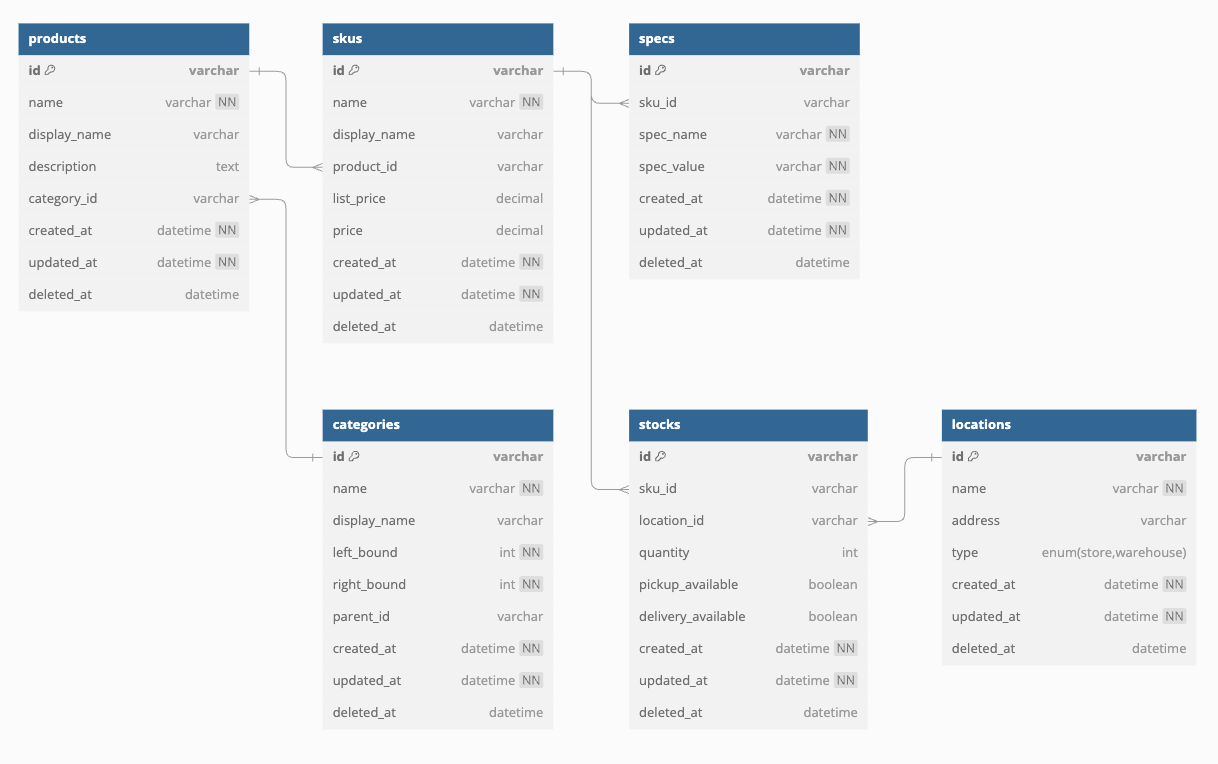 products
id varchar
name varchar NN
display_name varchar
description text
category_id varchar
created_at datetime NN
updated_at datetime NN
deleted_at datetime
skus
id varchar
name varchar NN
display_name varchar
product_id varchar
list_price decimal
price decimal
created_at datetime NN
updated_at datetime NN
deleted_at datetime
specs
id varchar
sku_id varchar
spec_name varchar NN
spec_value varchar NN
created_at datetime NN
updated_at datetime NN
deleted_at datetime
categories
id varchar
name varchar NN
display_name varchar
left_bound int NN
right_bound int NN
parent_id varchar
created_at datetime NN
updated_at datetime NN
deleted_at datetime
stocks
id varchar
sku_id varchar
location_id varchar
quantity int
pickup_available boolean
delivery_available boolean
created_at datetime NN
updated_at datetime NN
deleted_at datetime
locations
id varchar
name varchar NN
address varchar
type enum(store,warehouse)
created_at datetime NN
updated_at datetime NN
deleted_at datetime